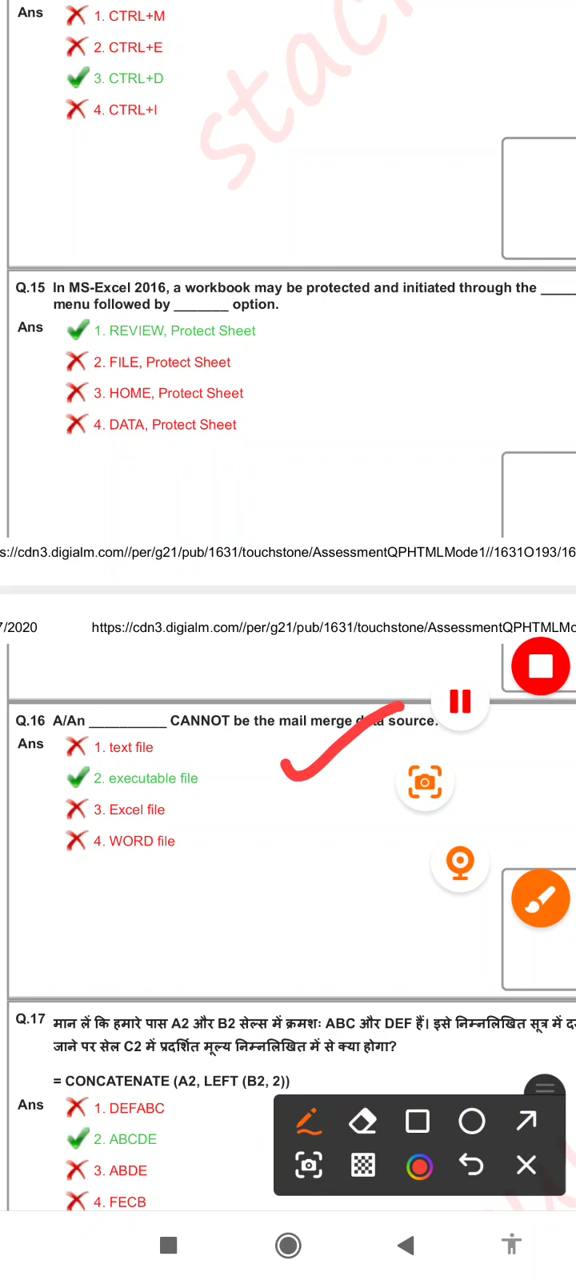 Ans 1. CTRL+M
2. CTRL+E
3. CTRL+D
4. CTRL+I
Q.15 In MS-Excel 2016, a workbook may be protected and initiated through the _____
menu followed by _______ option.
Ans 1. REVIEW, Protect Sheet
2. FILE, Protect Sheet
3. HOME, Protect Sheet
4. DATA, Protect Sheet
s://cdn3.digialm.com//per/g21/pub/1631/touchstone/AssessmentQPHTMLMode1//1631O193/16
7/2020 https://cdn3.digialm.com//per/g21/pub/1631/touchstone/AssessmentQPHTMLMo
Q.16 A/An __________ CANNOT be the mail merge data source.
Ans 1. text file
2. executable file
3. Excel file
4. WORD file
Q.17 मान लें कि हमारे पास A2 और B2 सेल्स में क्रमशः ABC और DEF हैं। इसे निम्नलिखित सूत्र में
जाने पर सेल C2 में प्रदर्शित मूल्य निम्नलिखित में से क्या होगा?
= CONCATENATE (A2, LEFT (B2, 2))
Ans 1. DEFABC
2. ABCDE
3. ABDE
4. FECB